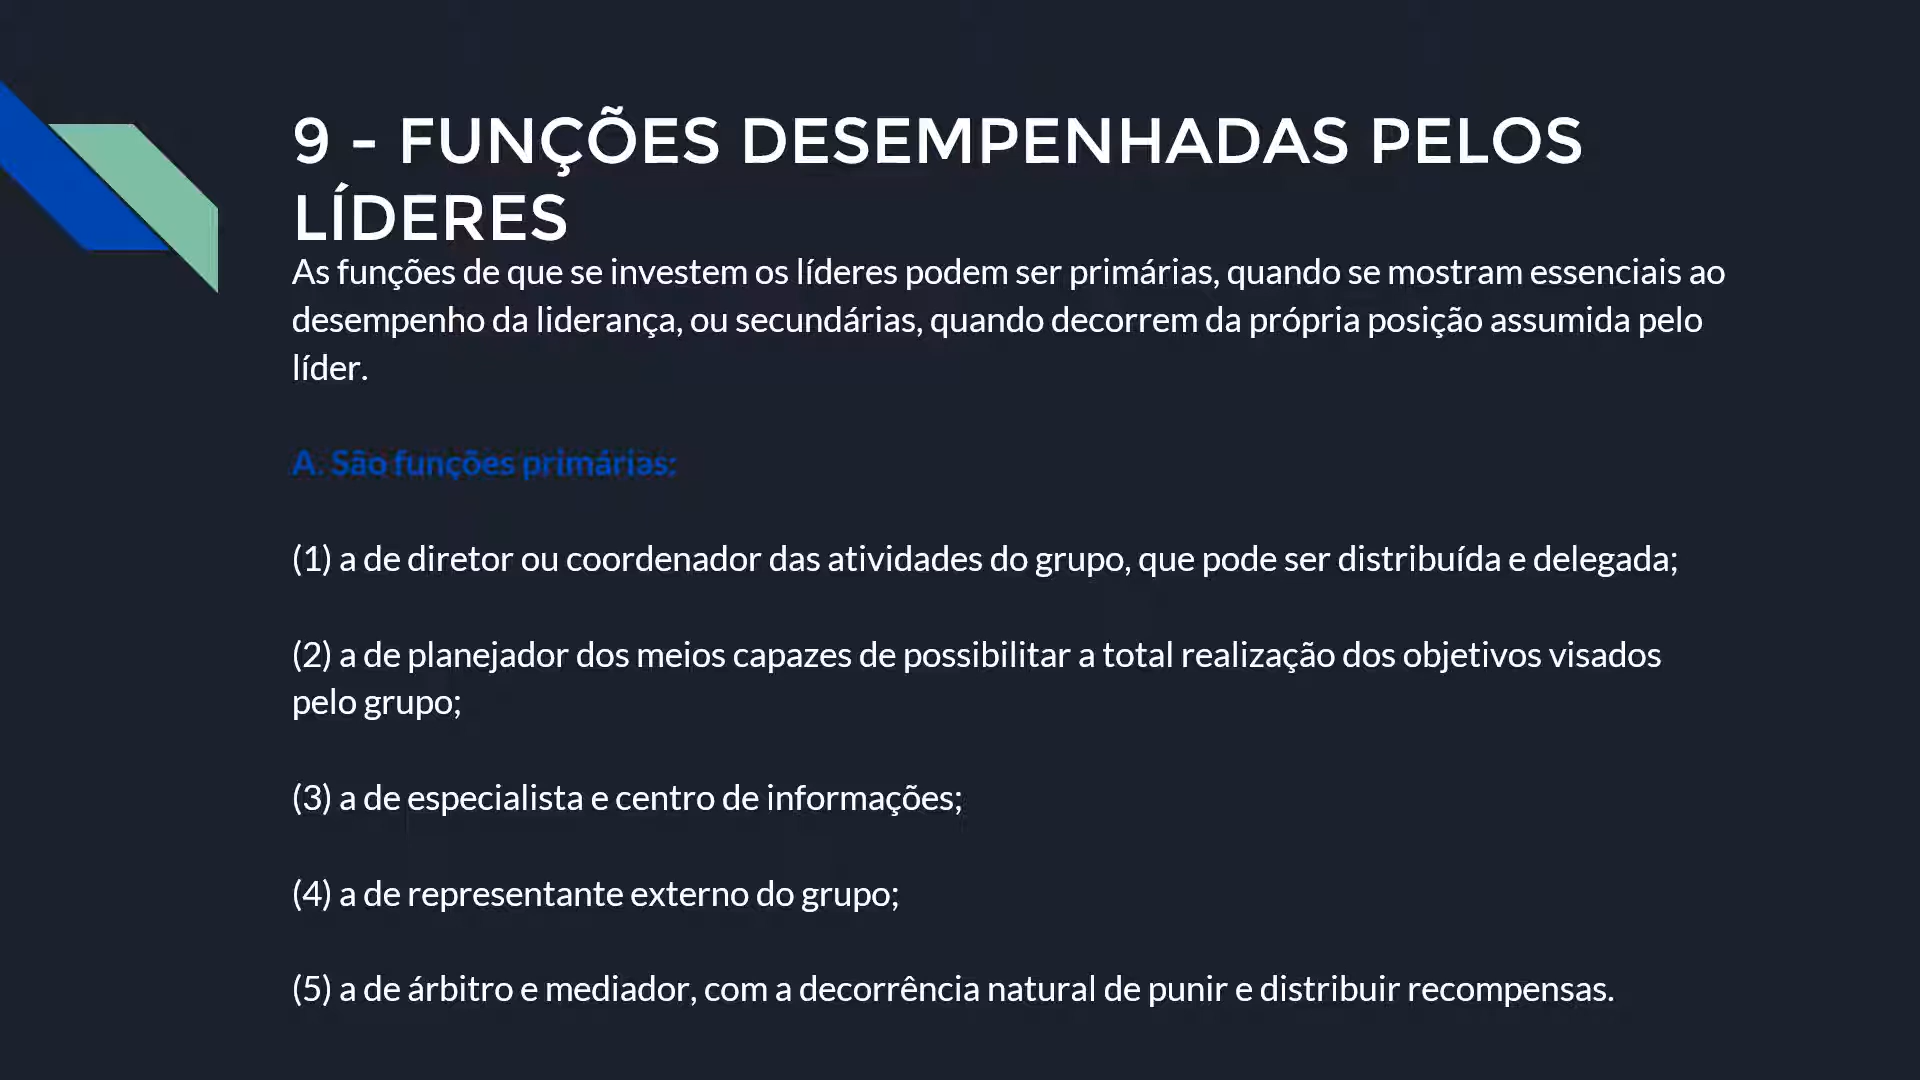 9 - FUNÇÕES DESEMPENHADAS PELOS
LÍDERES
As funções de que se investem os líderes podem ser primárias, quando se mostram essenciais ao
desempenho da liderança, ou secundárias, quando decorrem da própria posição assumida pelo
líder.
A. São funções primárias:
(1) a de diretor ou coordenador das atividades do grupo, que pode ser distribuída e delegada;
(2) a de planejador dos meios capazes de possibilitar a total realização dos objetivos visados
pelo grupo;
(3) a de especialista e centro de informações;
(4) a de representante externo do grupo;
(5) a de árbitro e mediador, com a decorrência natural de punir e distribuir recompensas.